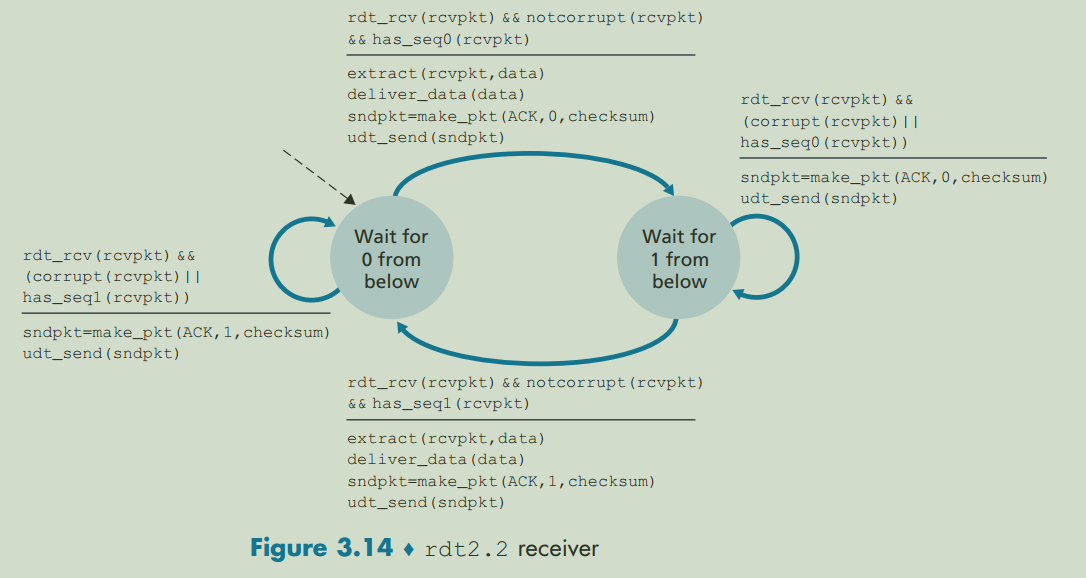 rdt_rcv(rcvpkt) && notcorrupt(rcvpkt)
&& has_seq0(rcvpkt)
extract(rcvpkt,data)
deliver_data(data)
sndpkt=make_pkt(ACK,0,checksum)
udt_send(sndpkt)
rdt_rcv(rcvpkt) &&
(corrupt(rcvpkt)||
has_seq0(rcvpkt))
sndpkt=make_pkt(ACK,0,checksum)
udt_send(sndpkt)
Wait for
0 from
below
Wait for
1 from
below
rdt_rcv(rcvpkt) &&
(corrupt(rcvpkt)||
has_seq1(rcvpkt))
sndpkt=make_pkt(ACK,1,checksum)
udt_send(sndpkt)
rdt_rcv(rcvpkt) && notcorrupt(rcvpkt)
&& has_seq1(rcvpkt)
extract(rcvpkt,data)
deliver_data(data)
sndpkt=make_pkt(ACK,1,checksum)
udt_send(sndpkt)
Figure 3.14 ♦ rdt2.2 receiver